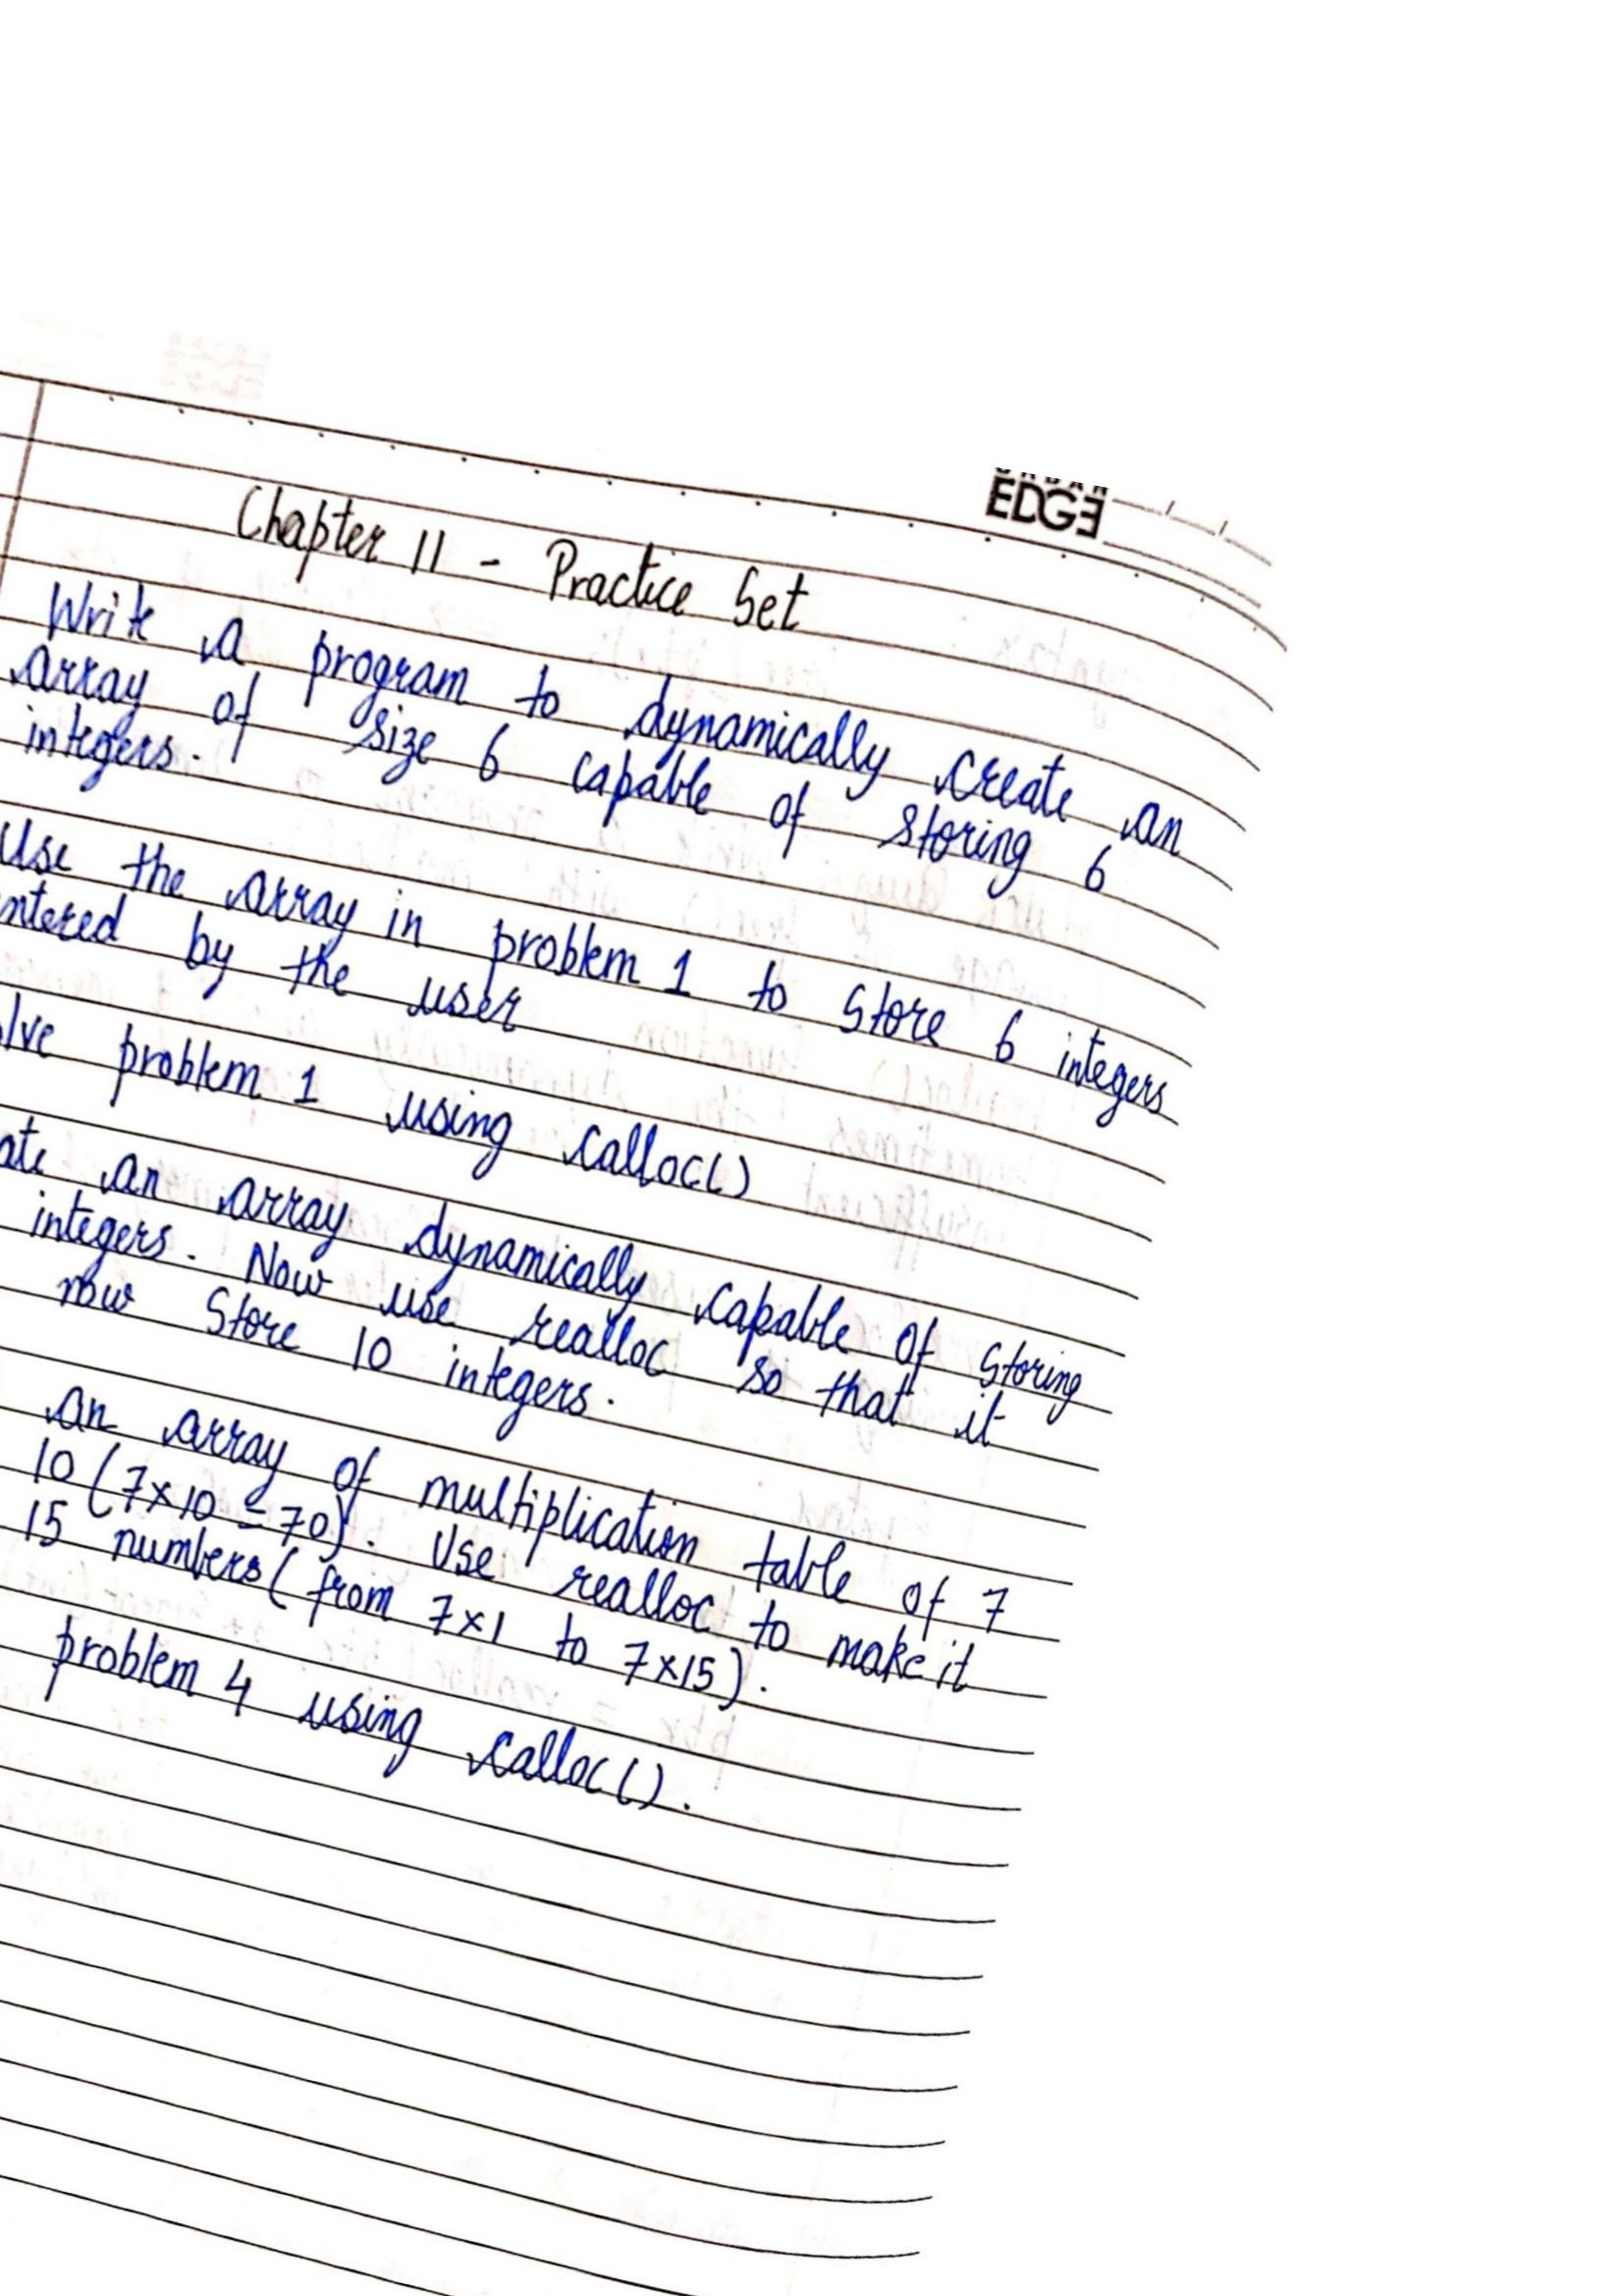 EDGE
Chapter 11 - Practice Set
Write a program to dynamically create an
array of size 6 capable of storing 6
integers.
Use the array in problem 1 to store 6 integers
ntered by the user
lve problem 1 using calloc()
ate an array dynamically capable of storing
integers. Now use realloc so that it
now store 10 integers.
an array of multiplication table of 7
10 (7×10 = 70). Use realloc to make it
15 numbers (from 7×1 to 7×15).
problem 4 using calloc().